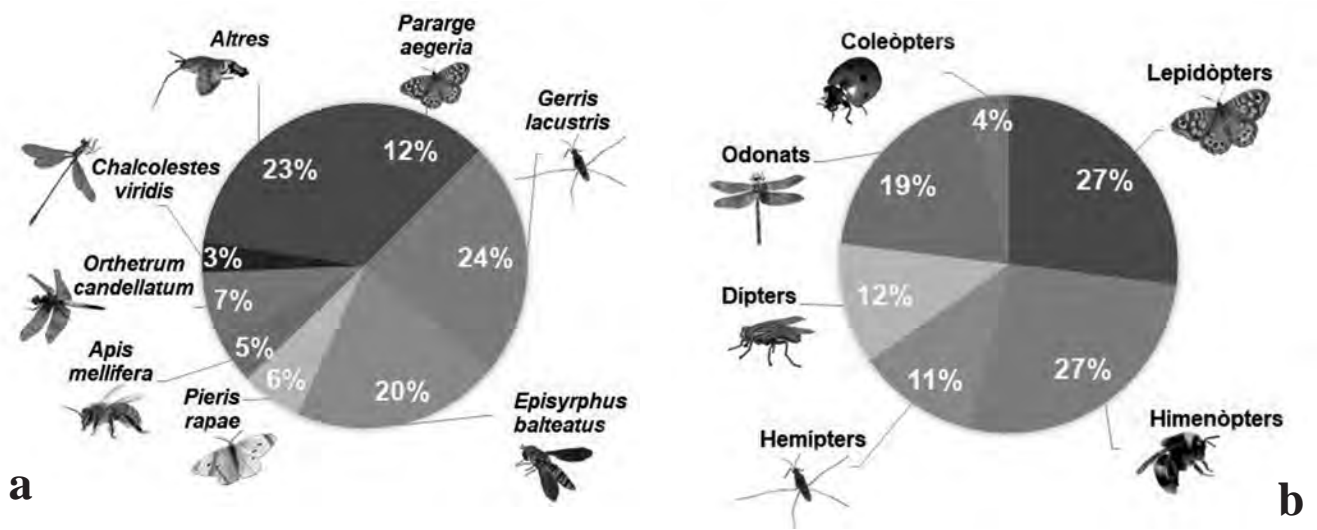 Altres
Pararge
aegeria
Gerris
lacustris
Chalcolestes
viridis
Orthetrum
candellatum
Apis
mellifera
Pieris
rapae
Episyrphus
balteatus
23%
12%
24%
3%
7%
5%
6%
20%
a
Coleòpters
Lepidòpters
Odonats
Dípters
Hemípters
Himenòpters
4%
27%
19%
12%
11%
27%
b